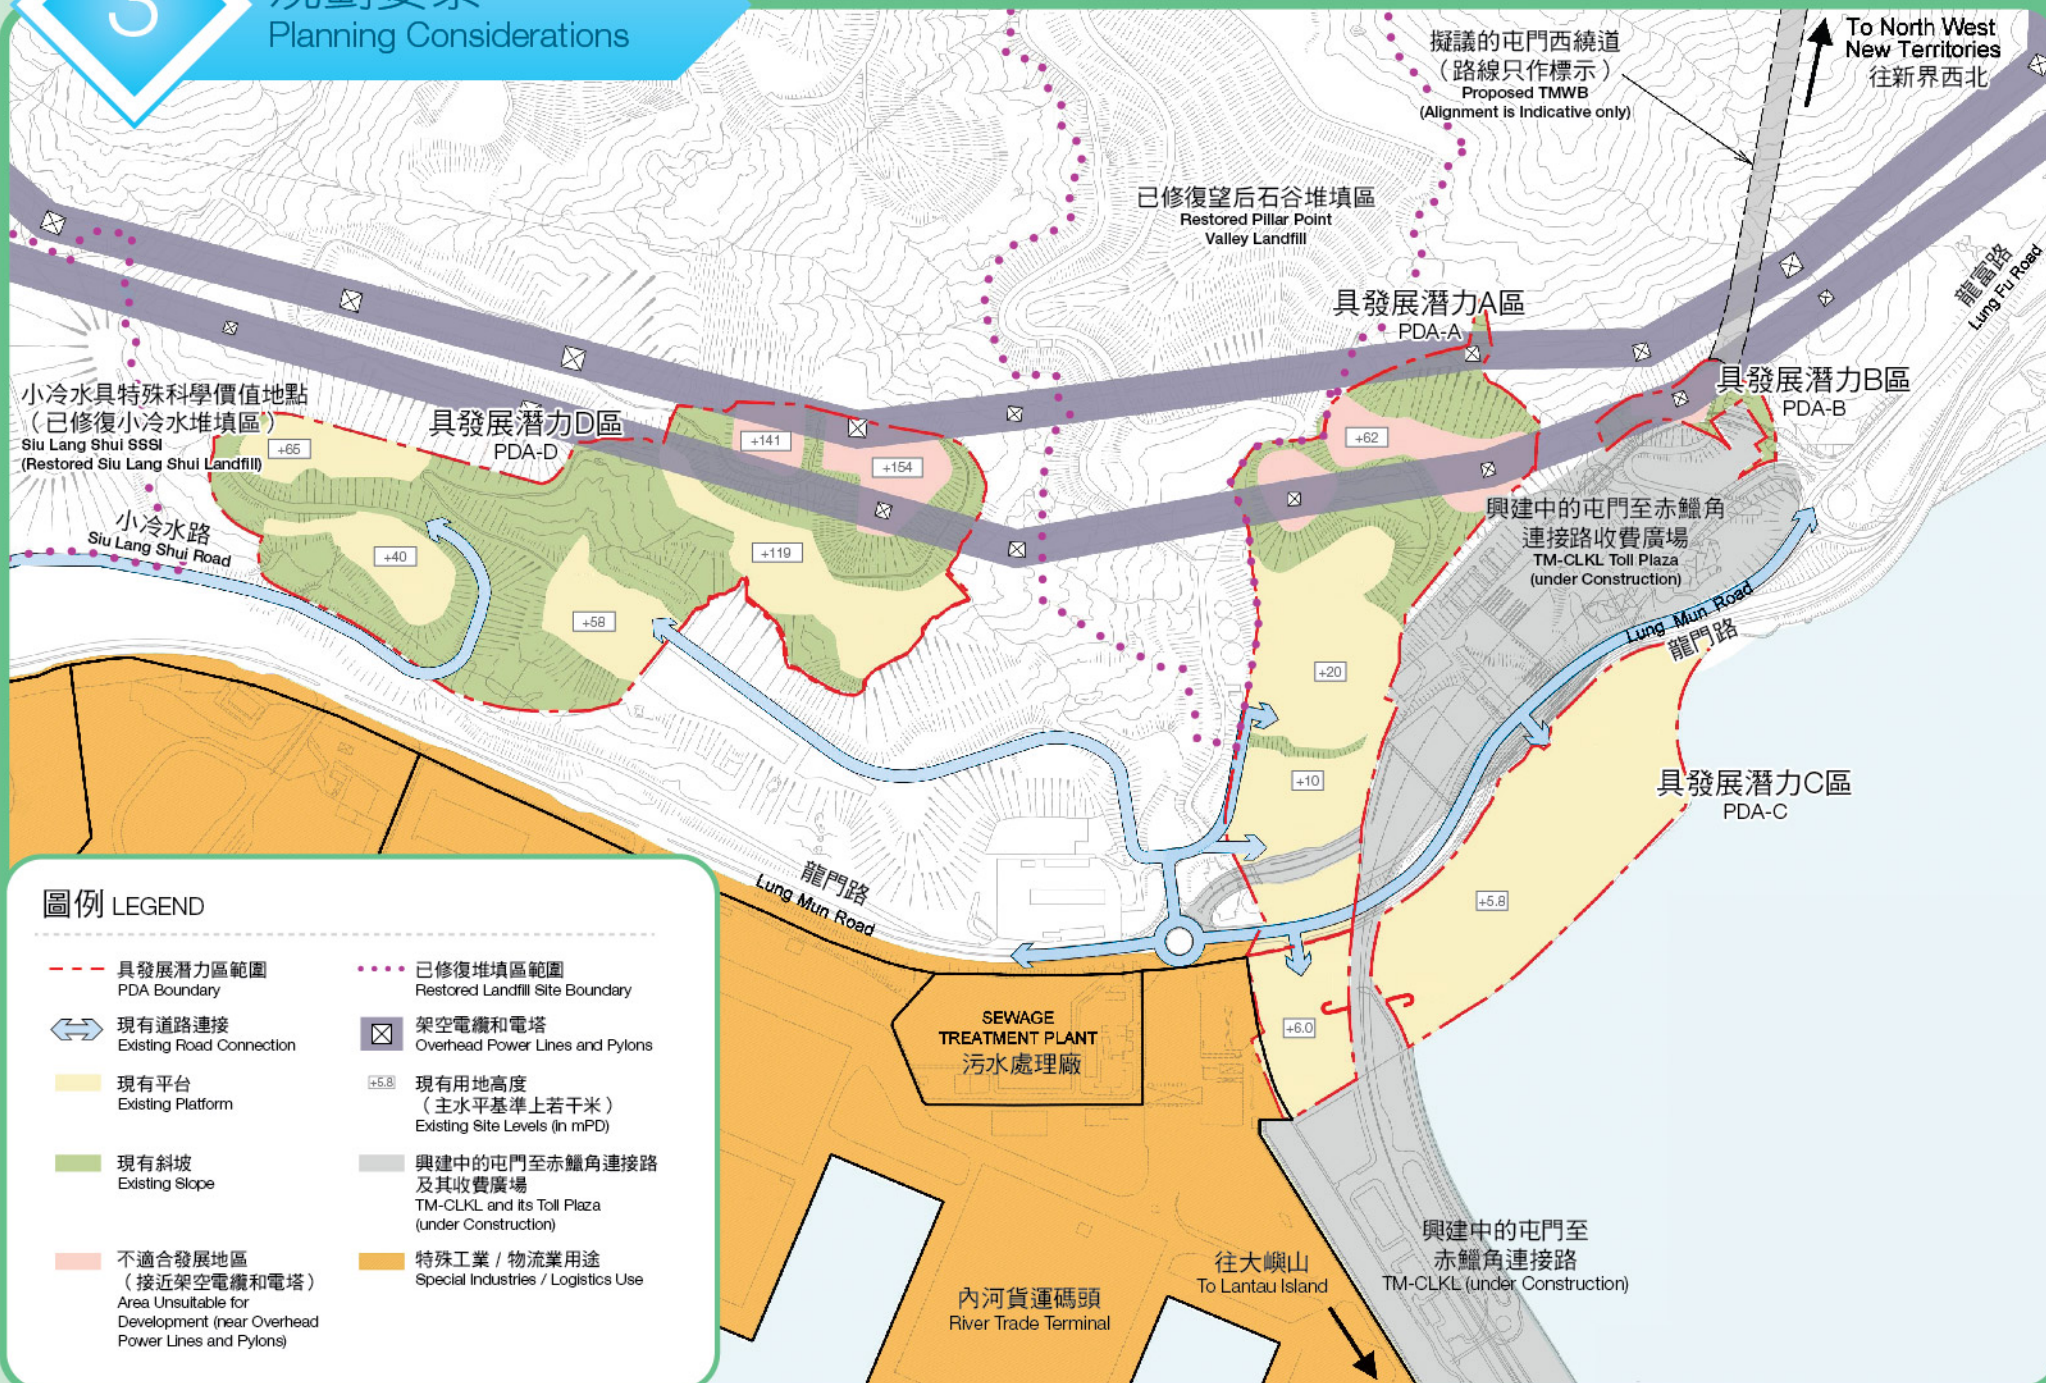 3
規劃要素
Planning Considerations
擬議的屯門西繞道
（路線只作標示）
Proposed TMWB
(Alignment is Indicative only)
To North West
New Territories
往新界西北
已修復望后石谷堆填區
Restored Pillar Point
Valley Landfill
龍富路
Lung Fu Road
具發展潛力A區
PDA-A
具發展潛力B區
PDA-B
小冷水具特殊科學價值地點
（已修復小冷水堆填區）
Siu Lang Shui SSSI
(Restored Siu Lang Shui Landfill)
具發展潛力D區
PDA-D
+65
+141
+154
+62
小冷水路
Siu Lang Shui Road
+40
+119
+58
興建中的屯門至赤鱲角
連接路收費廣場
TM-CLKL Toll Plaza
(under Construction)
Lung Mun Road
龍門路
+20
+10
具發展潛力C區
PDA-C
+5.8
+6.0
龍門路
Lung Mun Road
SEWAGE
TREATMENT PLANT
污水處理廠
內河貨運碼頭
River Trade Terminal
往大嶼山
To Lantau Island
興建中的屯門至
赤鱲角連接路
TM-CLKL (under Construction)
圖例 LEGEND
具發展潛力區範圍
PDA Boundary
現有道路連接
Existing Road Connection
現有平台
Existing Platform
現有斜坡
Existing Slope
不適合發展地區
（接近架空電纜和電塔）
Area Unsuitable for
Development (near Overhead
Power Lines and Pylons)
已修復堆填區範圍
Restored Landfill Site Boundary
架空電纜和電塔
Overhead Power Lines and Pylons
+5.8
現有用地高度
（主水平基準上若干米）
Existing Site Levels (in mPD)
興建中的屯門至赤鱲角連接路
及其收費廣場
TM-CLKL and its Toll Plaza
(under Construction)
特殊工業 / 物流業用途
Special Industries / Logistics Use